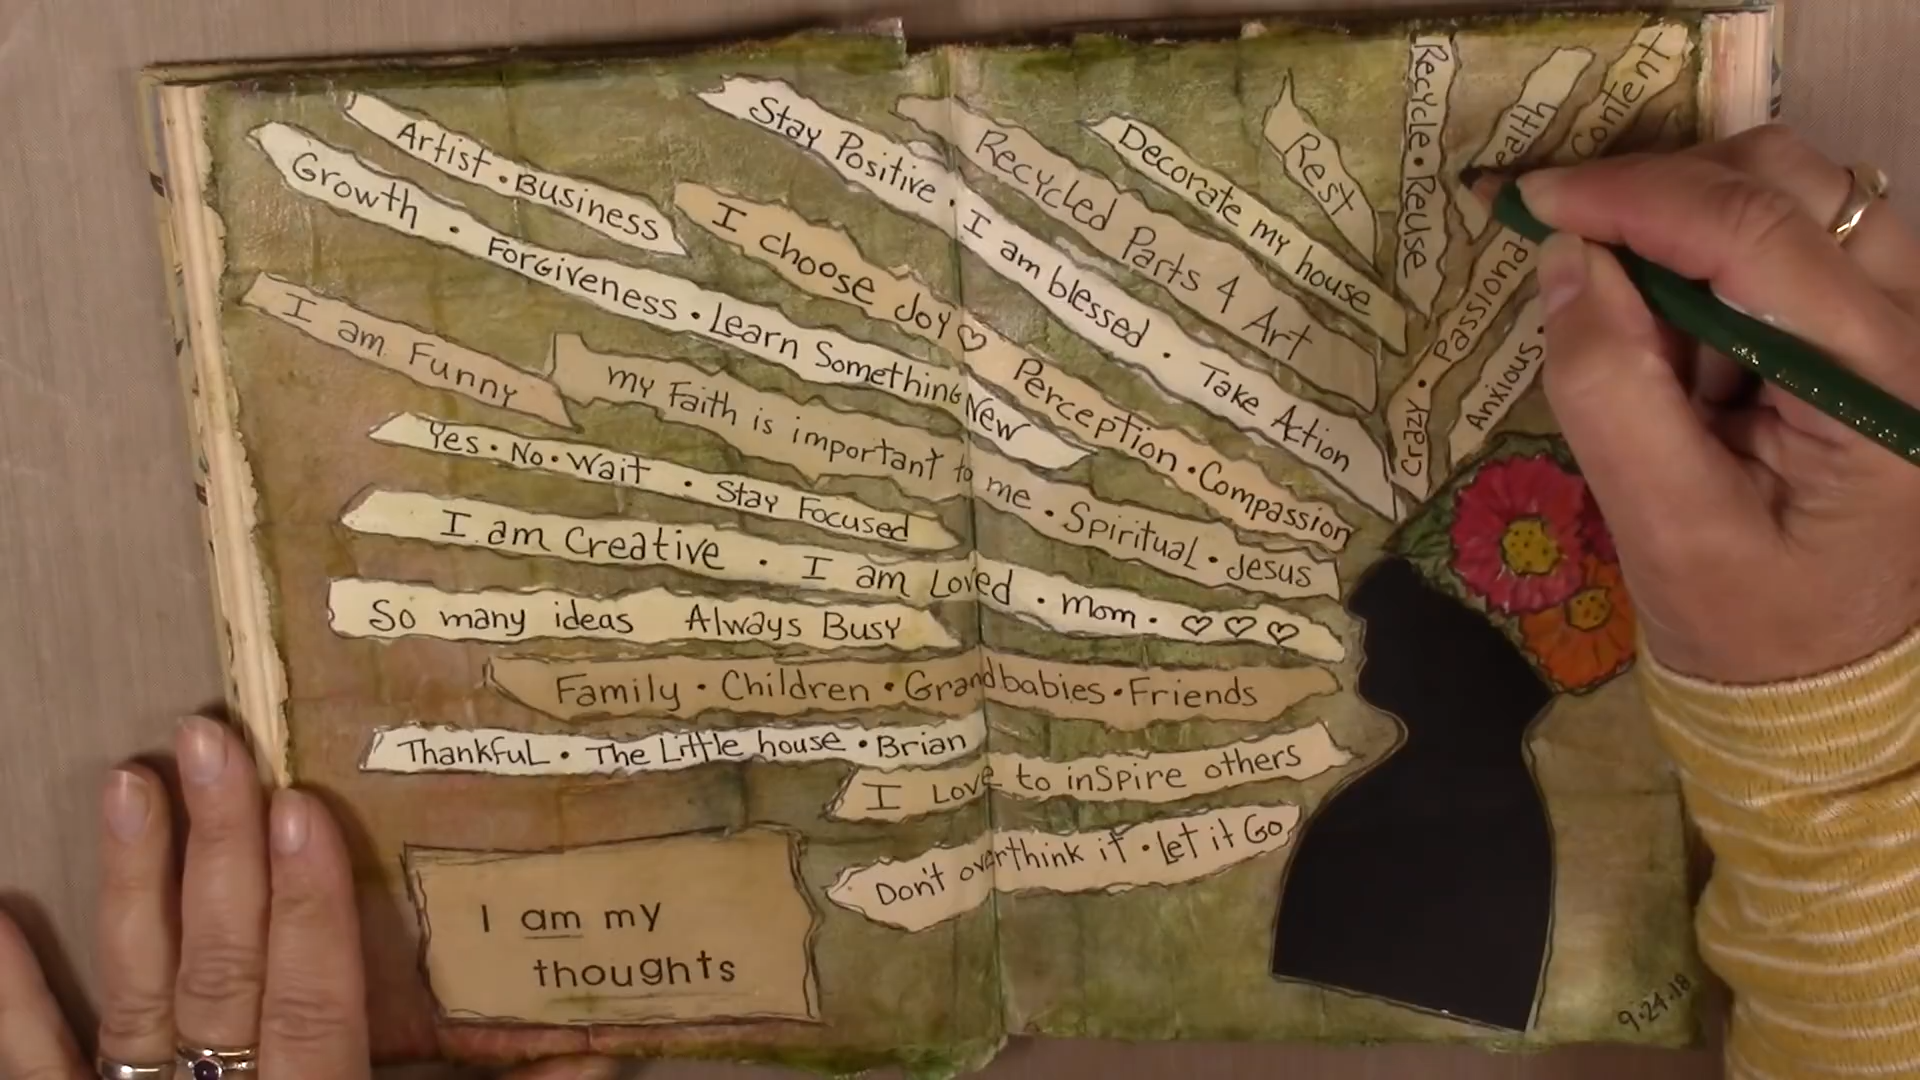 Artist • Business
Growth • Forgiveness • Learn Something New
I am Funny
I choose Joy ♡ Perception • Compassion
Stay Positive • I am blessed • Take Action
Recycled Parts 4 Art
Decorate my house
Rest
Recycle • Reuse
Content
Crazy • Passiona
Anxious •
my Faith is important to me • Spiritual • Jesus
Yes • No • Wait • Stay Focused
I am Creative • I am Loved • Mom • ♡ ♡ ♡
So many ideas Always Busy
Family • Children • Grandbabies • Friends
Thankful • The Little house • Brian
I Love to inspire others
Don't overthink it • Let it Go
I am my
thoughts
9.24.18